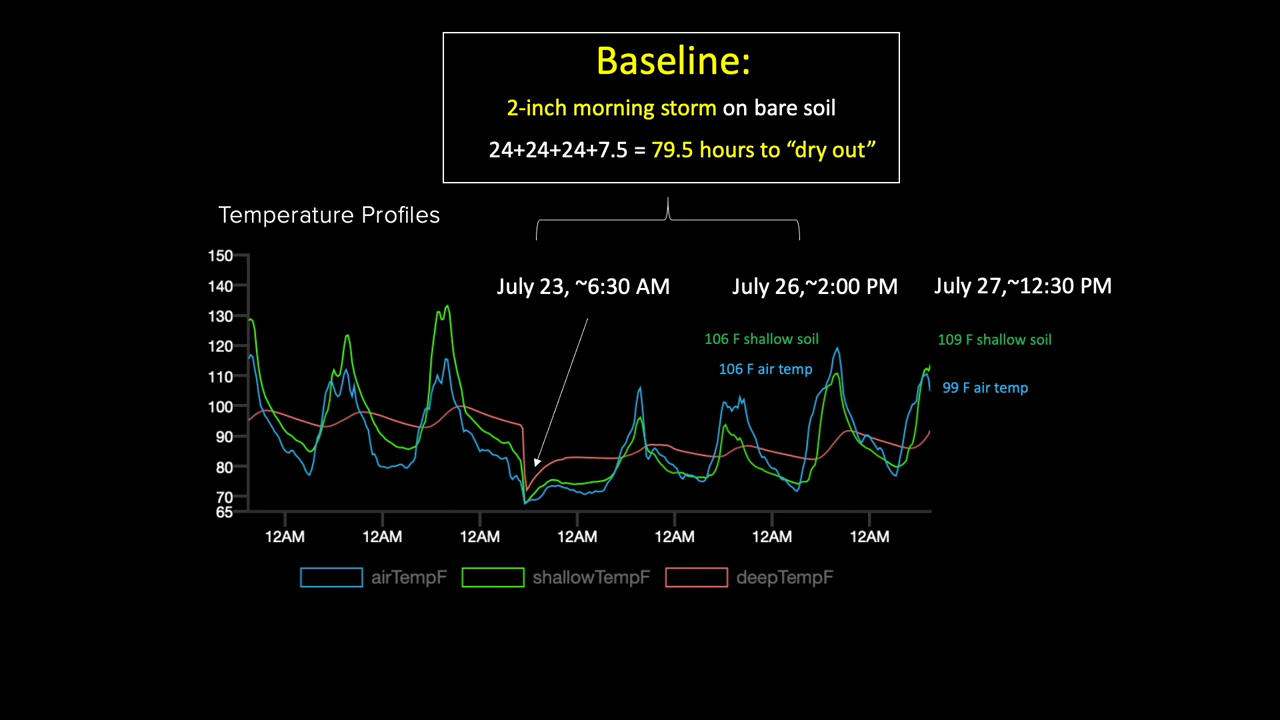 Baseline:
2-inch morning storm on bare soil
24+24+24+7.5 = 79.5 hours to “dry out”
Temperature Profiles
150
140
130
120
110
100
90
80
70
65
July 23, ~6:30 AM
July 26,~2:00 PM
July 27,~12:30 PM
106 F shallow soil
106 F air temp
109 F shallow soil
99 F air temp
12AM 12AM 12AM 12AM 12AM 12AM 12AM
airTempF shallowTempF deepTempF